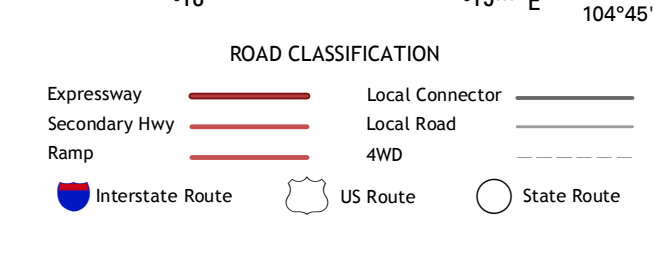 104°45'
ROAD CLASSIFICATION
Expressway
Local Connector
Secondary Hwy
Local Road
Ramp
4WD
Interstate Route
US Route
State Route